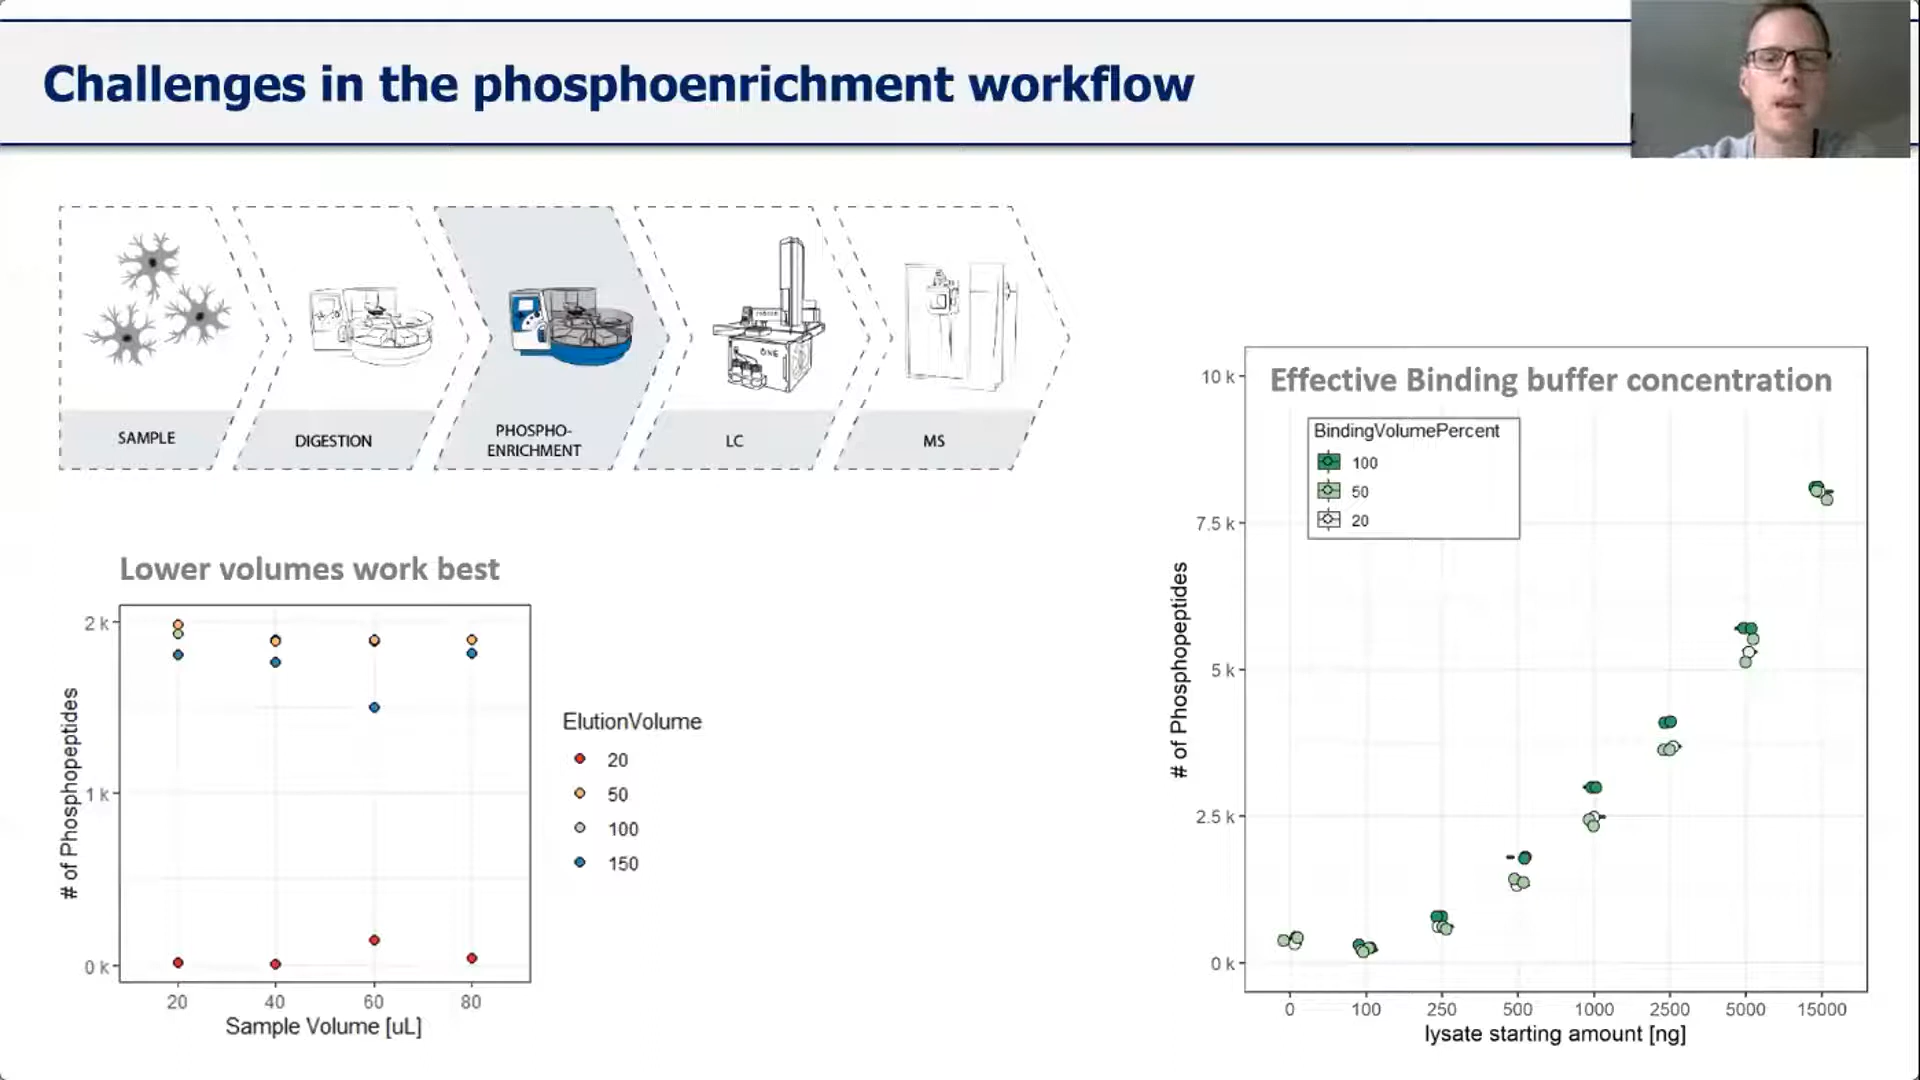 Challenges in the phosphoenrichment workflow
SAMPLE
DIGESTION
PHOSPHO-
ENRICHMENT
LC
MS
ONE
Lower volumes work best
2 k
1 k
0 k
# of Phsphopeptides
20
40
60
80
Sample Volume [uL]
ElutionVolume
20
50
100
150
Effective Binding buffer concentration
BindingVolumePercent
100
50
20
10 k
7.5 k
5 k
2.5 k
0 k
# of Phosphopeptides
0
100
250
500
1000
2500
5000
15000
lysate starting amount [ng]